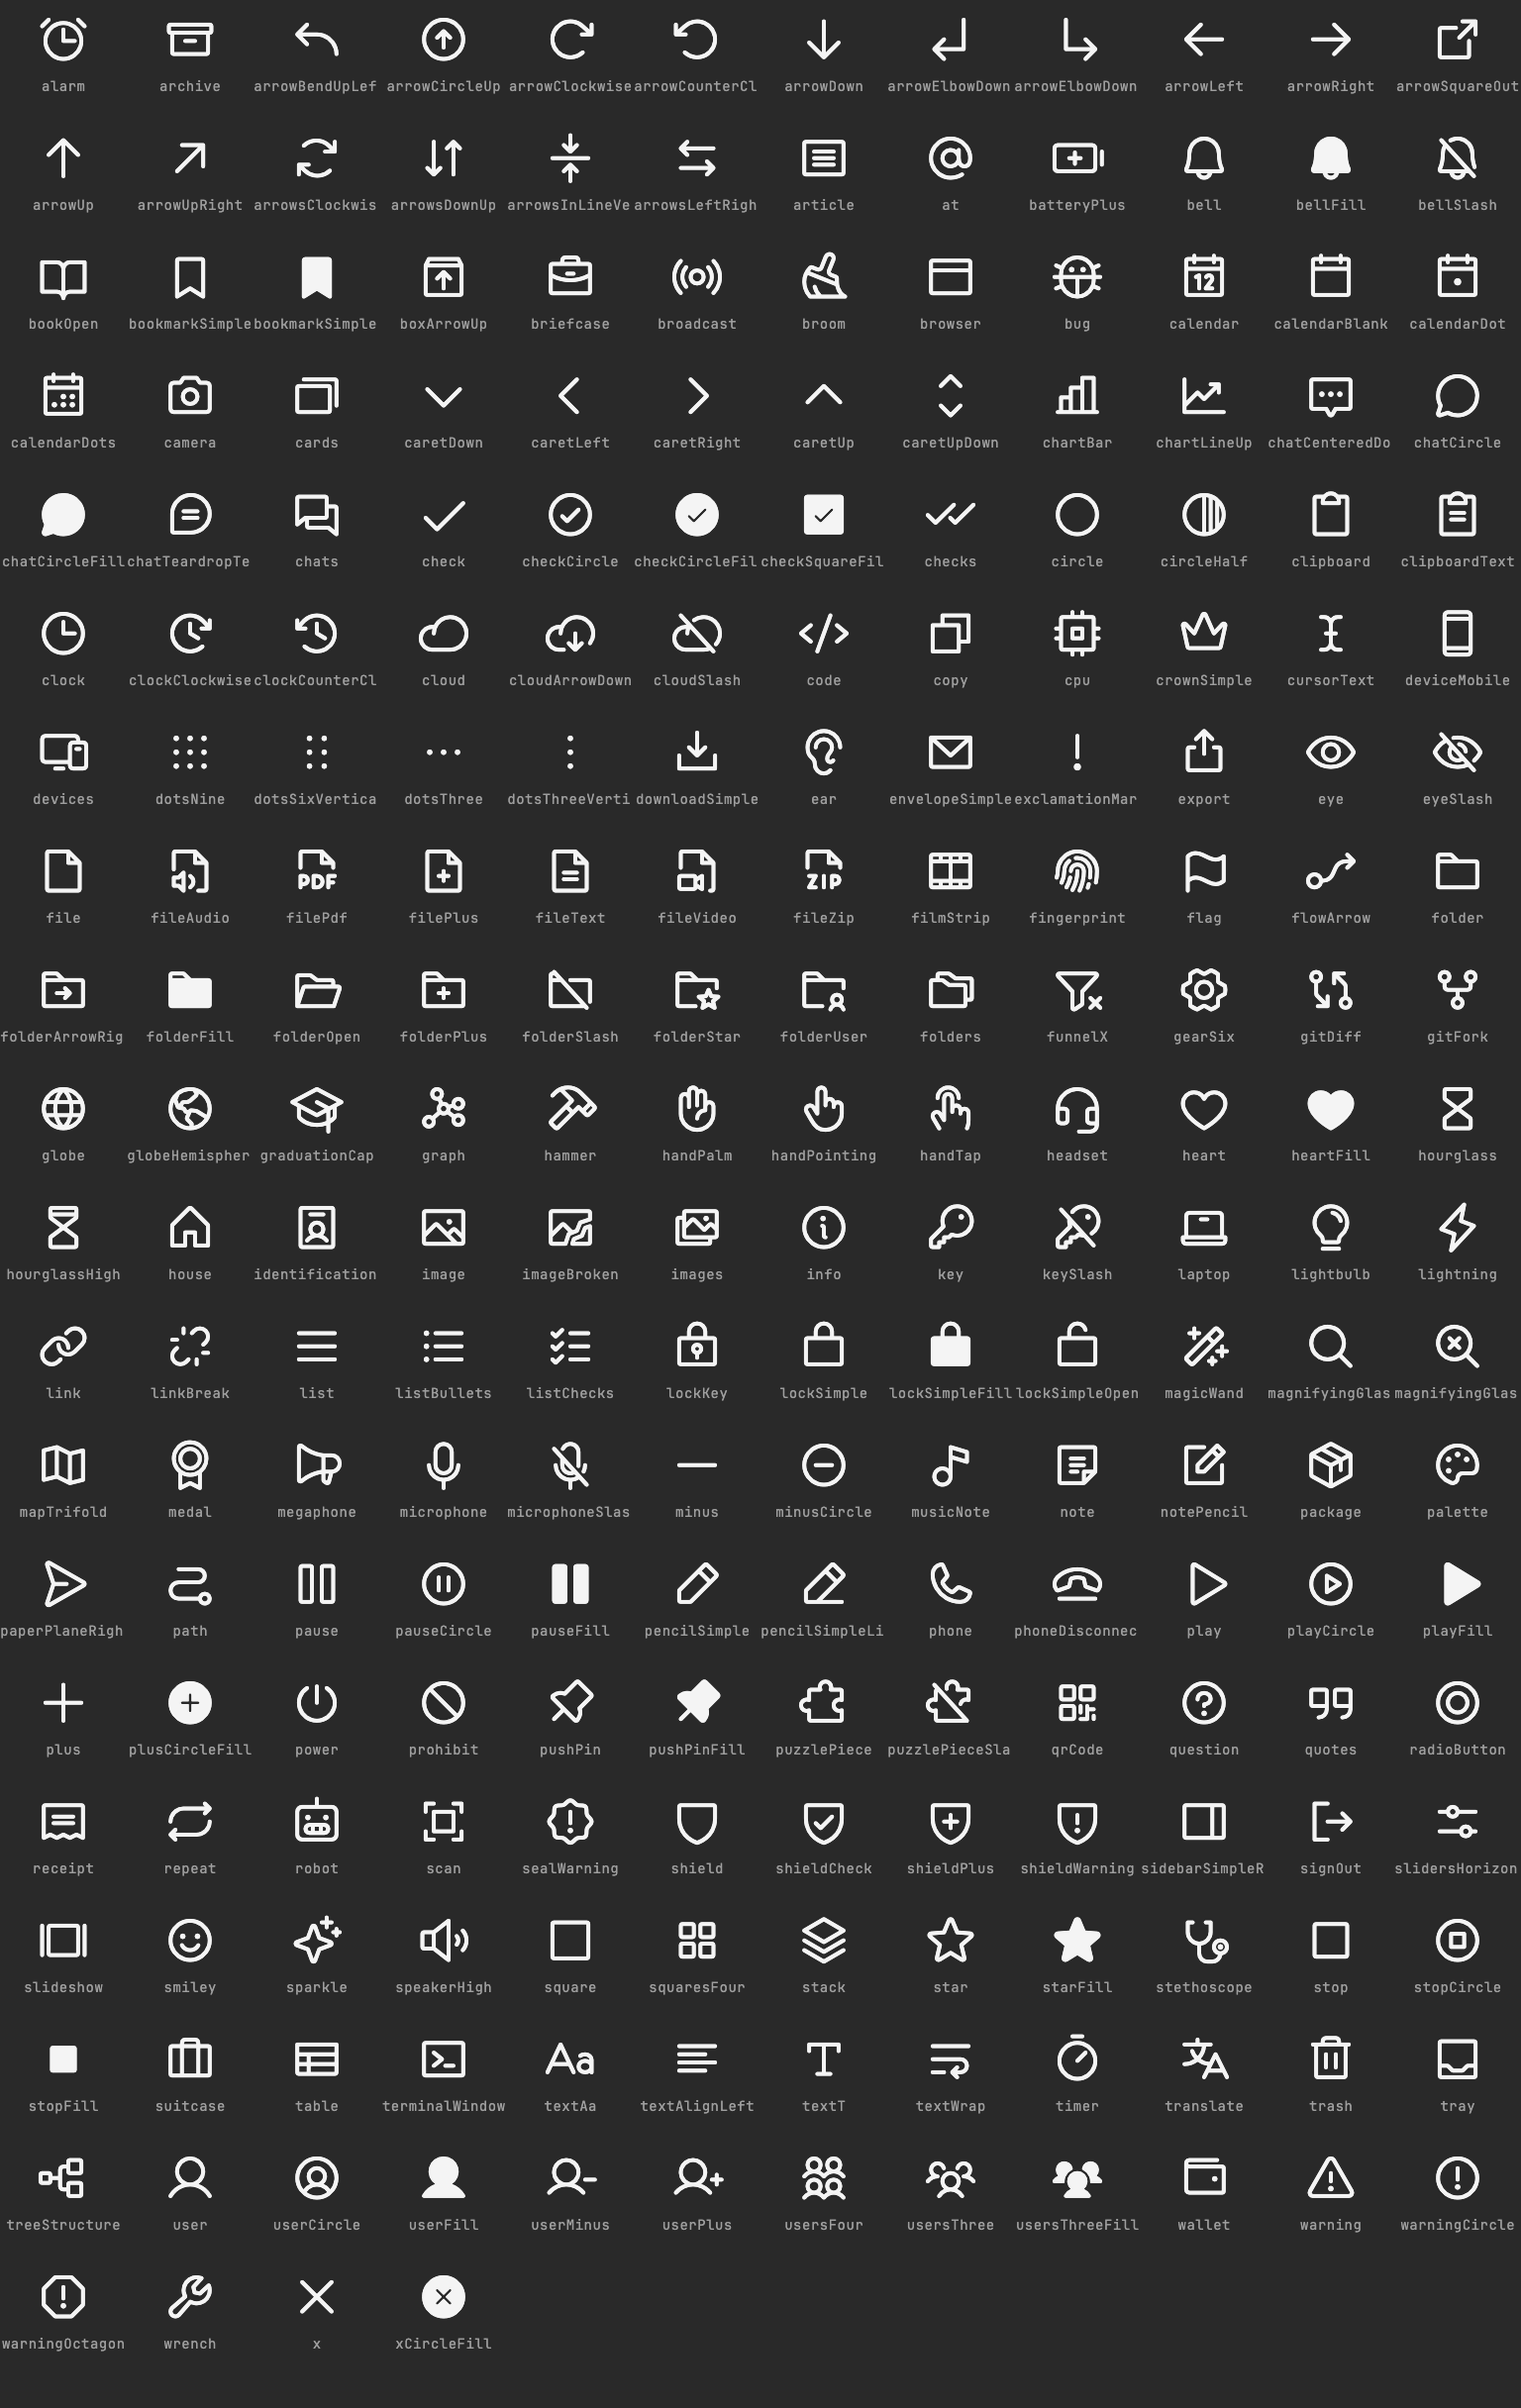 alarm archive arrowBendUpLef arrowCircleUp arrowClockwise arrowCounterCl arrowDown arrowElbowDown arrowElbowDown arrowLeft arrowRight arrowSquareOut
arrowUp arrowUpRight arrowsClockwis arrowsDownUp arrowsInLineVe arrowsLeftRigh article at batteryPlus bell bellFill bellSlash
12
bookOpen bookmarkSimple bookmarkSimple boxArrowUp briefcase broadcast broom browser bug calendar calendarBlank calendarDot
calendarDots camera cards caretDown caretLeft caretRight caretUp caretUpDown chartBar chartLineUp chatCenteredDo chatCircle
chatCircleFill chatTeardropTe chats check checkCircle checkCircleFil checkSquareFil checks circle circleHalf clipboard clipboardText
clock clockClockwise clockCounterCl cloud cloudArrowDown cloudSlash code copy cpu crownSimple cursorText deviceMobile
devices dotsNine dotsSixVertica dotsThree dotsThreeVerti downloadSimple ear envelopeSimple exclamationMar export eye eyeSlash
PDF ZIP
file fileAudio filePdf filePlus fileText fileVideo fileZip filmStrip fingerprint flag flowArrow folder
folderArrowRig folderFill folderOpen folderPlus folderSlash folderStar folderUser folders funnelX gearSix gitDiff gitFork
globe globeHemispher graduationCap graph hammer handPalm handPointing handTap headset heart heartFill hourglass
hourglassHigh house identification image imageBroken images info key keySlash laptop lightbulb lightning
link linkBreak list listBullets listChecks lockKey lockSimple lockSimpleFill lockSimpleOpen magicWand magnifyingGlas magnifyingGlas
mapTrifold medal megaphone microphone microphoneSlas minus minusCircle musicNote note notePencil package palette
paperPlaneRigh path pause pauseCircle pauseFill pencilSimple pencilSimpleLi phone phoneDisconnec play playCircle playFill
plus plusCircleFill power prohibit pushPin pushPinFill puzzlePiece puzzlePieceSla qrCode question quotes radioButton
receipt repeat robot scan sealWarning shield shieldCheck shieldPlus shieldWarning sidebarSimpleR signOut slidersHorizon
slideshow smiley sparkle speakerHigh square squaresFour stack star starFill stethoscope stop stopCircle
Aa T
stopFill suitcase table terminalWindow textAa textAlignLeft textT textWrap timer translate trash tray
treeStructure user userCircle userFill userMinus userPlus usersFour usersThree usersThreeFill wallet warning warningCircle
warningOctagon wrench x xCircleFill